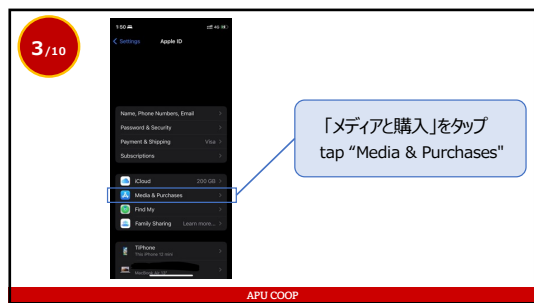 3/10
1:50
4G
Settings
Apple ID
Name, Phone Numbers, Email
Password & Security
Payment & Shipping
Visa
Subscriptions
iCloud
200 GB
Media & Purchases
Find My
Family Sharing
Learn more...
TiPhone
This iPhone 12 mini
「メディアと購入」をタップ
tap “Media & Purchases"
APU COOP